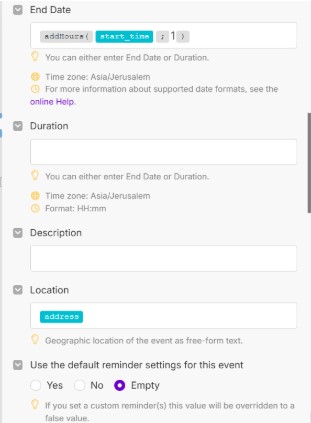 End Date
addHours( start_time ; 1 )
You can either enter End Date or Duration.
Time zone: Asia/Jerusalem
For more information about supported date formats, see the
online Help.
Duration
You can either enter End Date or Duration.
Time zone: Asia/Jerusalem
Format: HH:mm
Description
Location
address
Geographic location of the event as free-form text.
Use the default reminder settings for this event
Yes No Empty
If you set a custom reminder(s) this value will be overridden to a
false value.